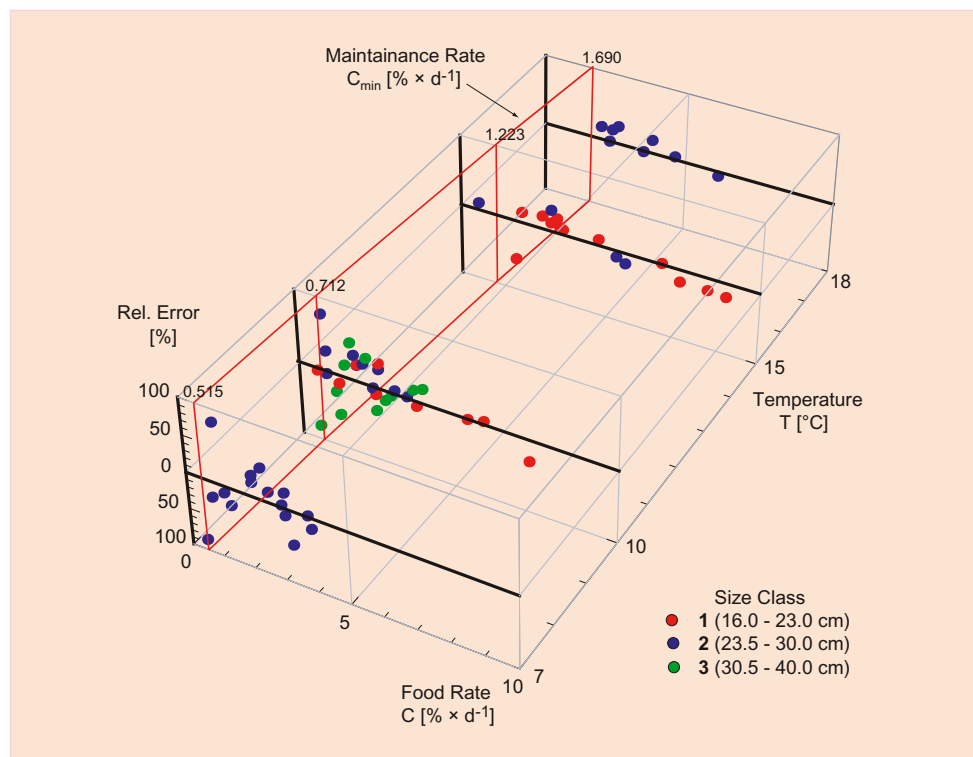 Maintainance Rate
Cmin [% × d-1]
1.690
1.223
0.712
0.515
Rel. Error
[%]
100
50
0
50
100
0
5
10
Food Rate
C [% × d-1]
7
10
15
18
Temperature
T [°C]
Size Class
1 (16.0 - 23.0 cm)
2 (23.5 - 30.0 cm)
3 (30.5 - 40.0 cm)